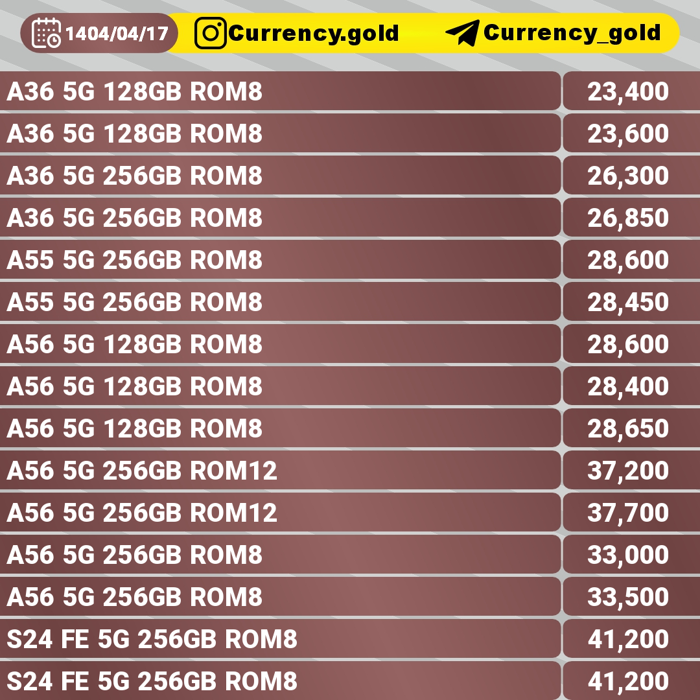 1404/04/17 Currency.gold Currency_gold
A36 5G 128GB ROM8 23,400
A36 5G 128GB ROM8 23,600
A36 5G 256GB ROM8 26,300
A36 5G 256GB ROM8 26,850
A55 5G 256GB ROM8 28,600
A55 5G 256GB ROM8 28,450
A56 5G 128GB ROM8 28,600
A56 5G 128GB ROM8 28,400
A56 5G 128GB ROM8 28,650
A56 5G 256GB ROM12 37,200
A56 5G 256GB ROM12 37,700
A56 5G 256GB ROM8 33,000
A56 5G 256GB ROM8 33,500
S24 FE 5G 256GB ROM8 41,200
S24 FE 5G 256GB ROM8 41,200